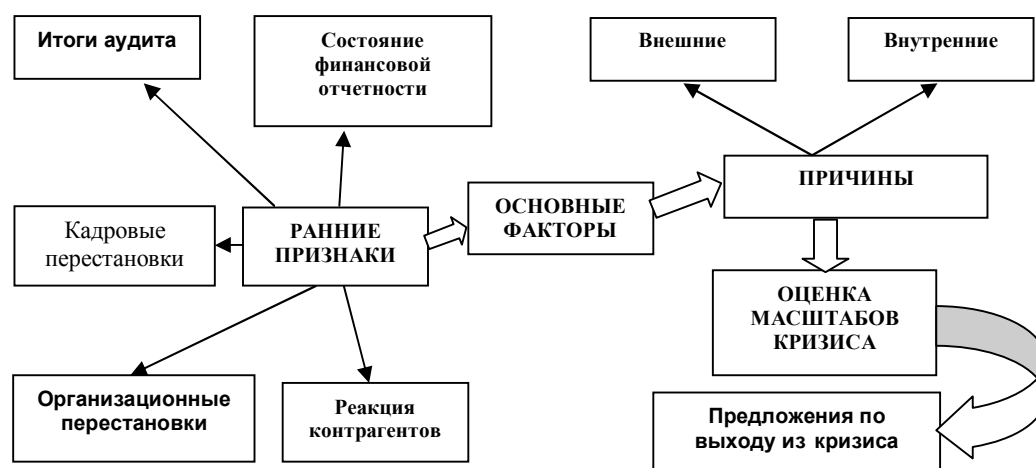 Итоги аудита
Состояние
финансовой
отчетности
Внешние
Внутренние
ПРИЧИНЫ
ОСНОВНЫЕ
ФАКТОРЫ
РАННИЕ
ПРИЗНАКИ
Кадровые
перестановки
ОЦЕНКА
МАСШТАБОВ
КРИЗИСА
Организационные
перестановки
Реакция
контрагентов
Предложения по
выходу из кризиса